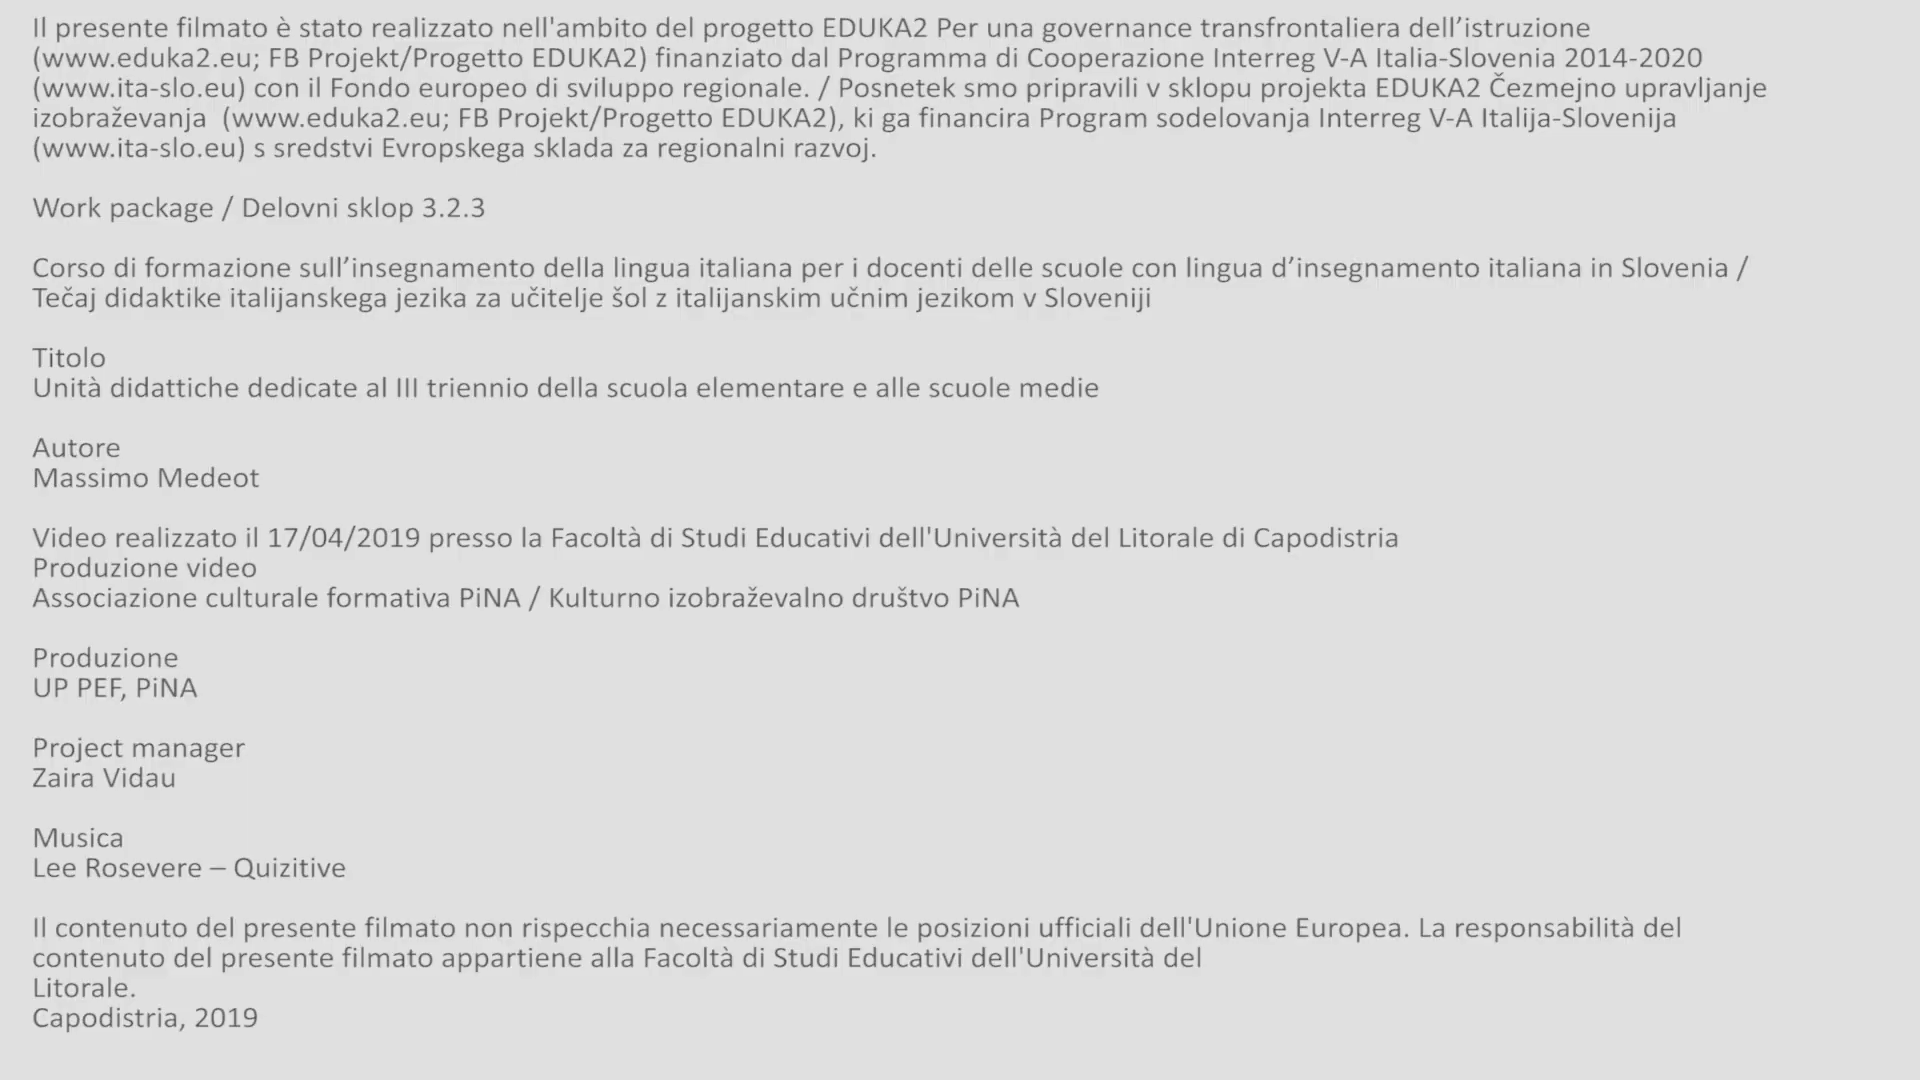 Il presente filmato è stato realizzato nell'ambito del progetto EDUKA2 Per una governance transfrontaliera dell’istruzione
(www.eduka2.eu; FB Projekt/Progetto EDUKA2) finanziato dal Programma di Cooperazione Interreg V-A Italia-Slovenia 2014-2020
(www.ita-slo.eu) con il Fondo europeo di sviluppo regionale. / Posnetek smo pripravili v sklopu projekta EDUKA2 Čezmejno upravljanje
izobraževanja  (www.eduka2.eu; FB Projekt/Progetto EDUKA2), ki ga financira Program sodelovanja Interreg V-A Italija-Slovenija
(www.ita-slo.eu) s sredstvi Evropskega sklada za regionalni razvoj.
Work package / Delovni sklop 3.2.3
Corso di formazione sull’insegnamento della lingua italiana per i docenti delle scuole con lingua d’insegnamento italiana in Slovenia /
Tečaj didaktike italijanskega jezika za učitelje šol z italijanskim učnim jezikom v Sloveniji
Titolo
Unità didattiche dedicate al III triennio della scuola elementare e alle scuole medie
Autore
Massimo Medeot
Video realizzato il 17/04/2019 presso la Facoltà di Studi Educativi dell'Università del Litorale di Capodistria
Produzione video
Associazione culturale formativa PiNA / Kulturno izobraževalno društvo PiNA
Produzione
UP PEF, PiNA
Project manager
Zaira Vidau
Musica
Lee Rosevere – Quizitive
Il contenuto del presente filmato non rispecchia necessariamente le posizioni ufficiali dell'Unione Europea. La responsabilità del
contenuto del presente filmato appartiene alla Facoltà di Studi Educativi dell'Università del
Litorale.
Capodistria, 2019